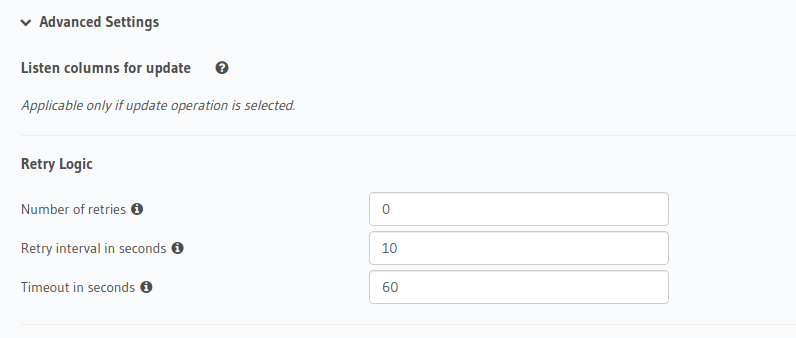 Advanced Settings
Listen columns for update
Applicable only if update operation is selected.
Retry Logic
Number of retries 0
Retry interval in seconds 10
Timeout in seconds 60